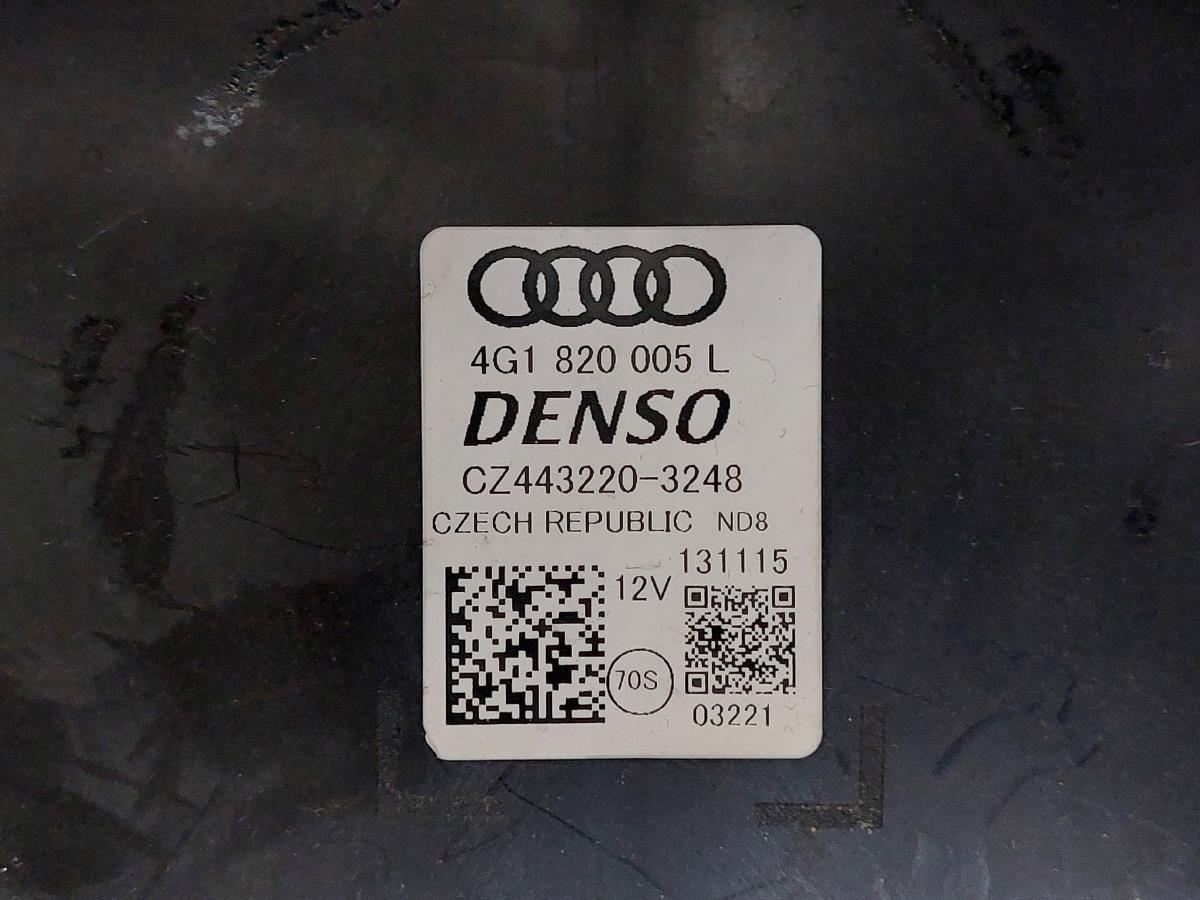 4G1 820 005 L
DENSO
CZ443220-3248
CZECH REPUBLIC ND8
131115
12V
70S
03221